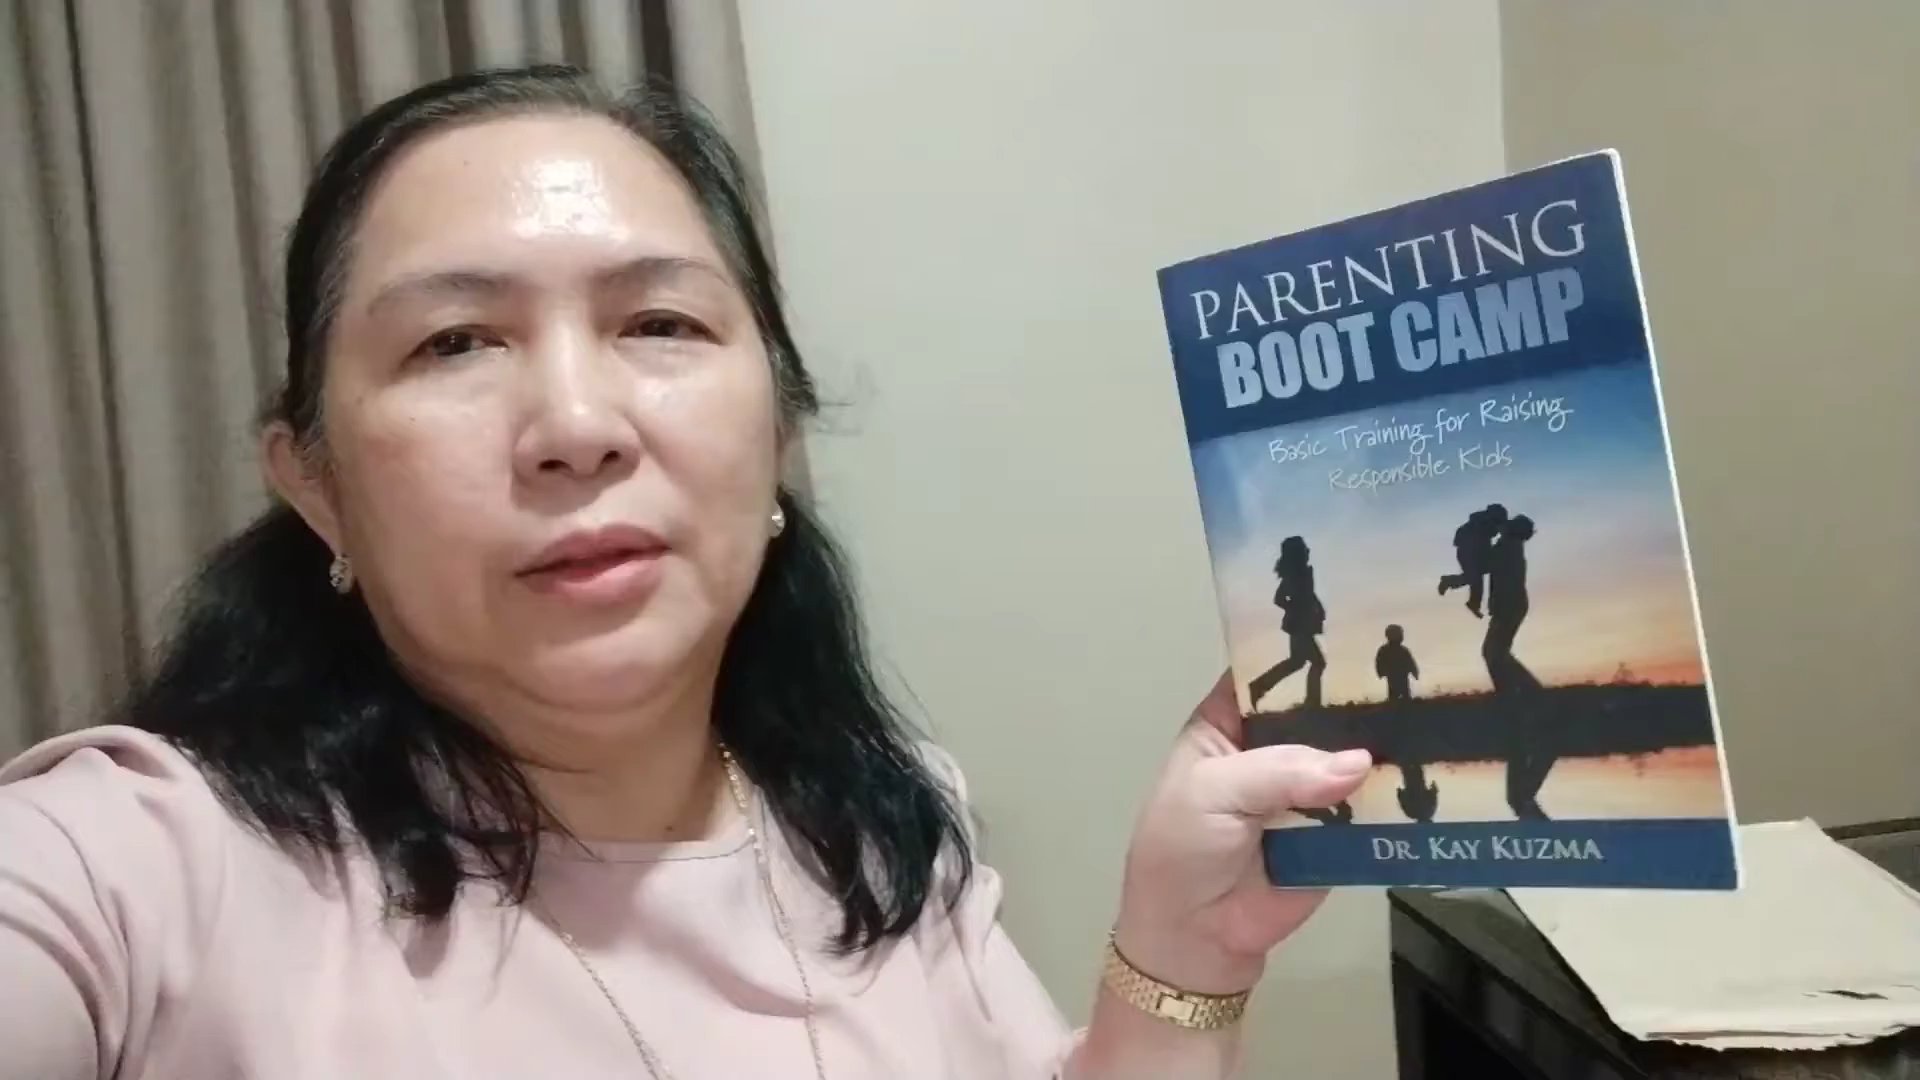 PARENTING
BOOT CAMP
Basic Training for Raising
Responsible Kids
DR. KAY KUZMA